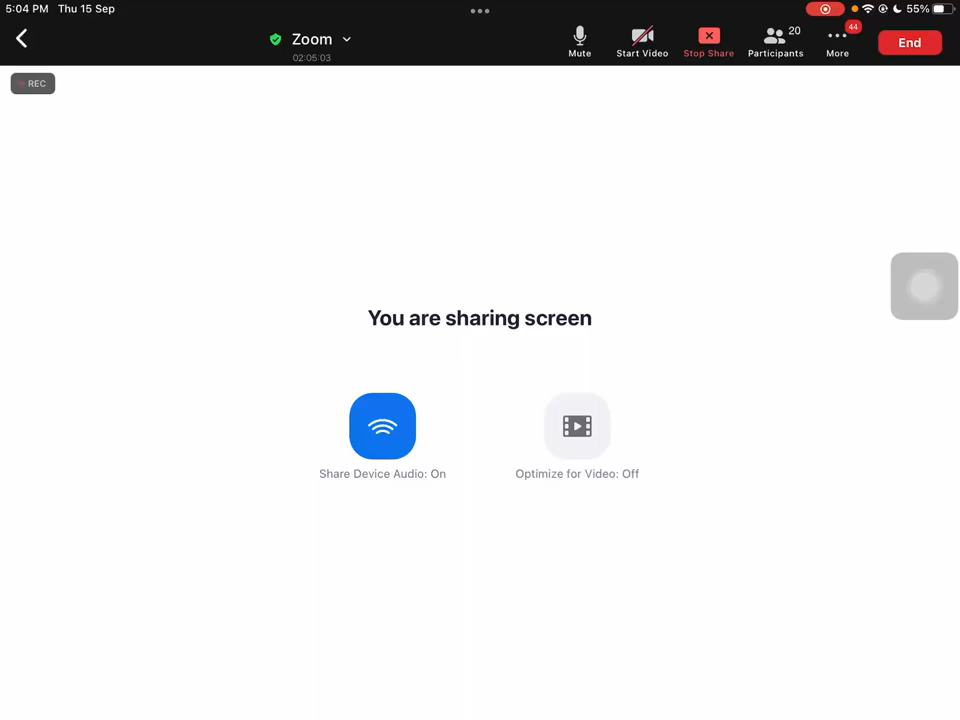 5:04 PM Thu 15 Sep
55%
Zoom
02:05:03
Mute
Start Video
Stop Share
20
Participants
44
More
End
REC
You are sharing screen
Share Device Audio: On
Optimize for Video: Off